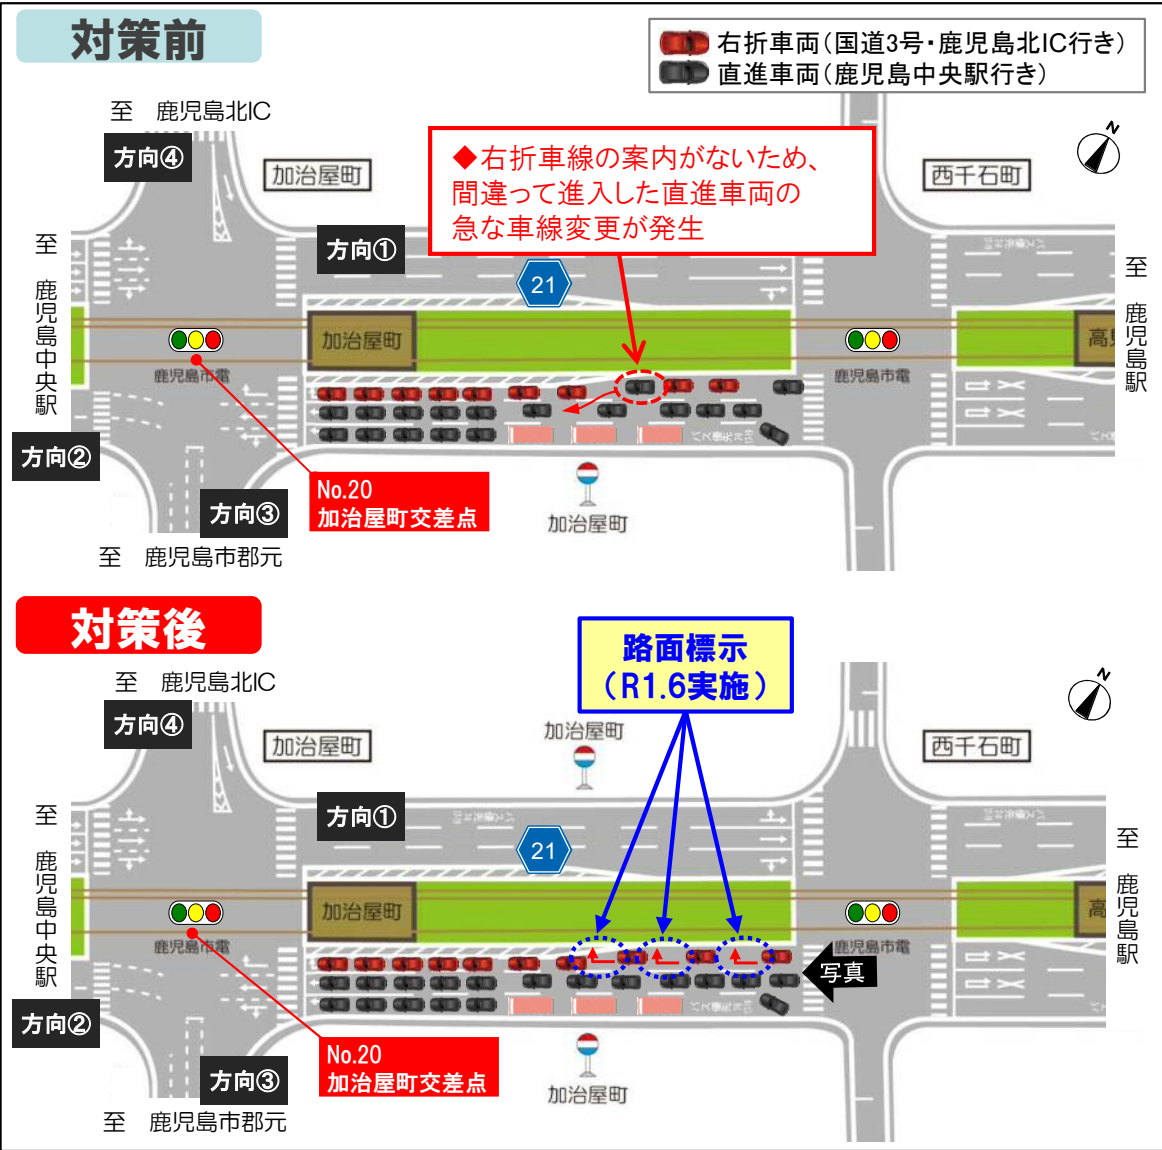 対策前
右折車両(国道3号・鹿児島北IC行き)
直進車両(鹿児島中央駅行き)
至 鹿児島北IC
方向④
加治屋町
◆右折車線の案内がないため、
間違って進入した直進車両の
急な車線変更が発生
N
西千石町
方向①
21
至 鹿児島中央駅
至 鹿児島駅
加治屋町
鹿児島市電
鹿児島市電
バス優先
方向②
No.20
加治屋町交差点
方向③
加治屋町
至 鹿児島市郡元
対策後
路面標示
(R1.6実施)
至 鹿児島北IC
方向④
加治屋町
加治屋町
N
西千石町
方向①
21
至 鹿児島中央駅
至 鹿児島駅
加治屋町
鹿児島市電
鹿児島市電
写真
バス優先
方向②
No.20
加治屋町交差点
方向③
加治屋町
至 鹿児島市郡元